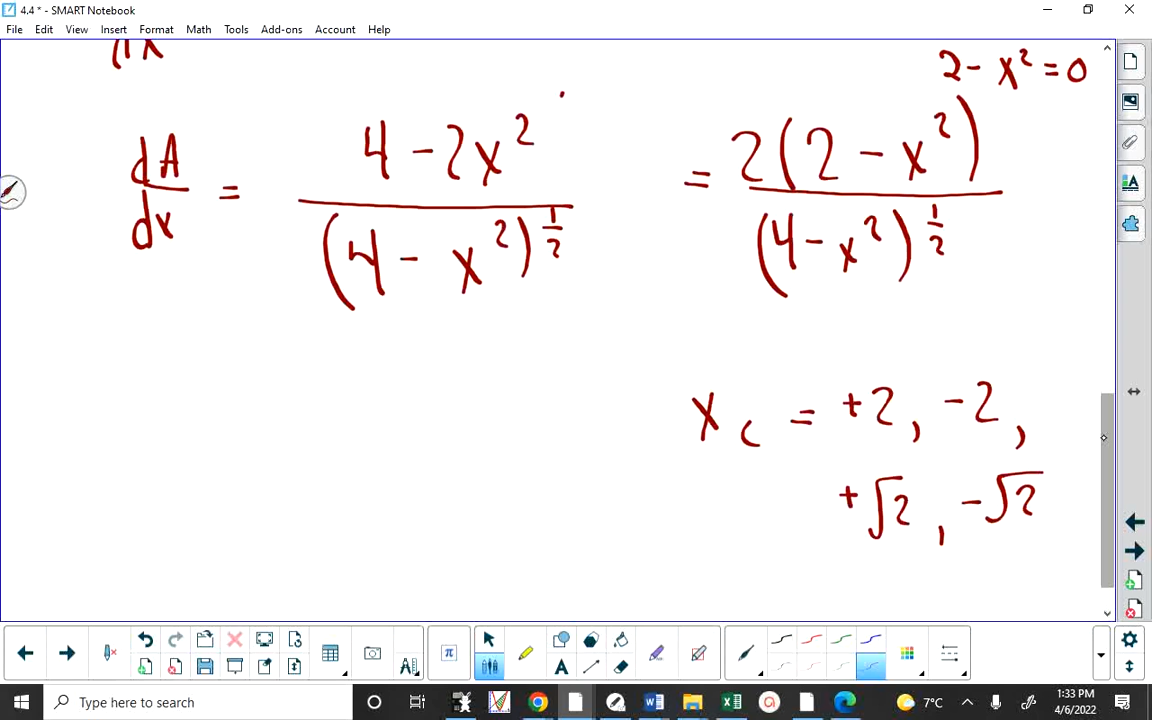 4.4 * - SMART Notebook
File Edit View Insert Format Math Tools Add-ons Account Help
2 - x² = 0
dA/dx = (4 - 2x²)/(4 - x²)^(1/2) = 2(2 - x²)/(4 - x²)^(1/2)
x c = +2, -2,
+√2, -√2
π
A
Type here to search
7°C
1:33 PM
4/6/2022